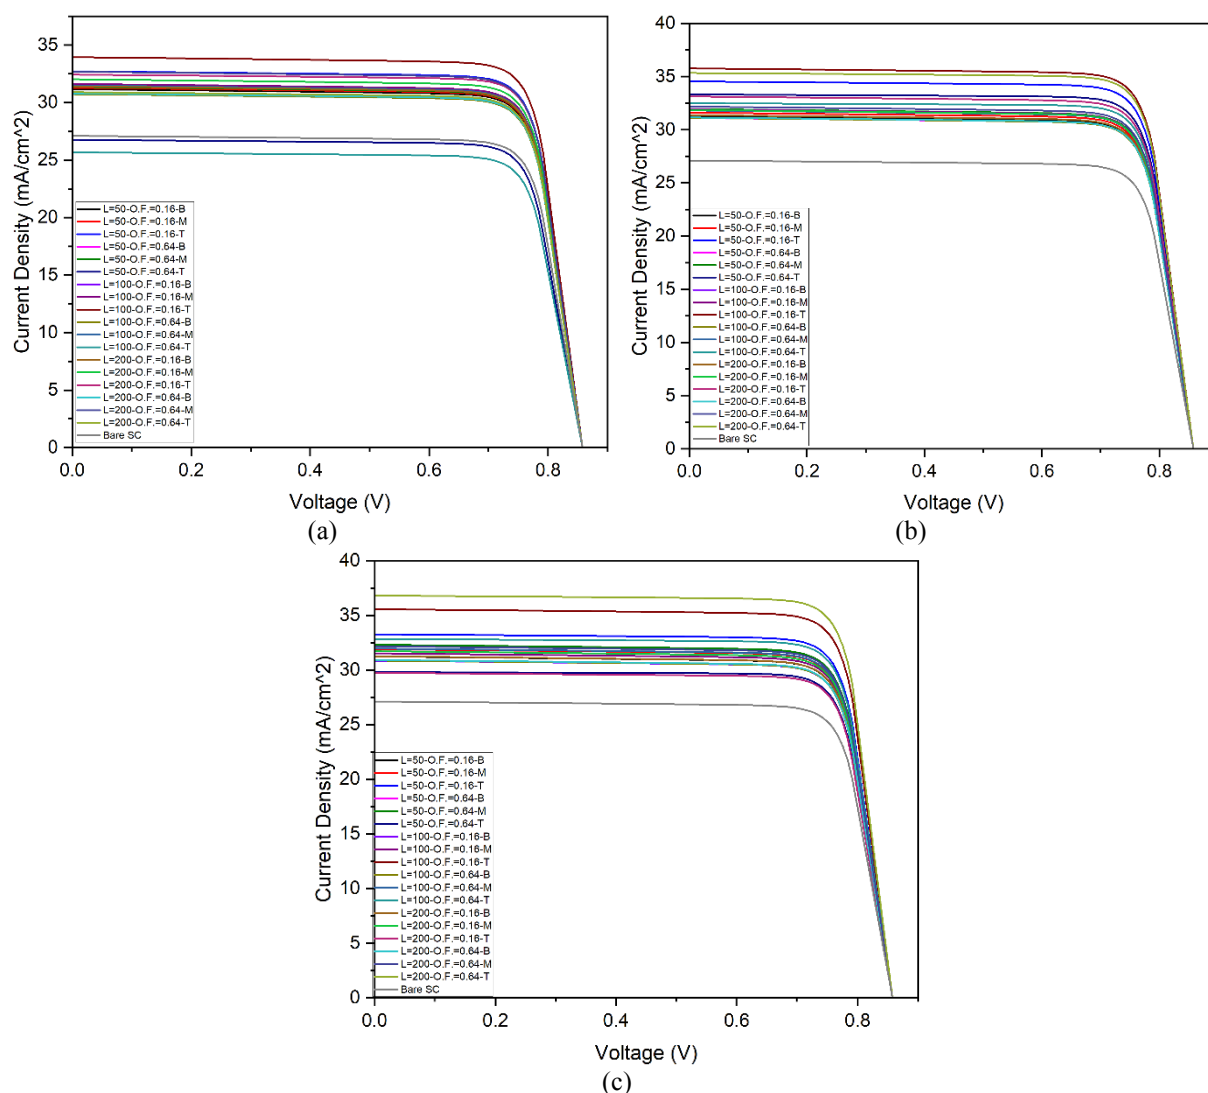 35
30
25
20
15
10
5
0
Current Density (mA/cm^2)
L=50-O.F.=0.16-B
L=50-O.F.=0.16-M
L=50-O.F.=0.16-T
L=50-O.F.=0.64-B
L=50-O.F.=0.64-M
L=50-O.F.=0.64-T
L=100-O.F.=0.16-B
L=100-O.F.=0.16-M
L=100-O.F.=0.16-T
L=100-O.F.=0.64-B
L=100-O.F.=0.64-M
L=100-O.F.=0.64-T
L=200-O.F.=0.16-B
L=200-O.F.=0.16-M
L=200-O.F.=0.16-T
L=200-O.F.=0.64-B
L=200-O.F.=0.64-M
L=200-O.F.=0.64-T
Bare SC
0.0 0.2 0.4 0.6 0.8
Voltage (V)
(a)
40
35
30
25
20
15
10
5
0
Current Density (mA/cm^2)
L=50-O.F.=0.16-B
L=50-O.F.=0.16-M
L=50-O.F.=0.16-T
L=50-O.F.=0.64-B
L=50-O.F.=0.64-M
L=50-O.F.=0.64-T
L=100-O.F.=0.16-B
L=100-O.F.=0.16-M
L=100-O.F.=0.16-T
L=100-O.F.=0.64-B
L=100-O.F.=0.64-M
L=100-O.F.=0.64-T
L=200-O.F.=0.16-B
L=200-O.F.=0.16-M
L=200-O.F.=0.16-T
L=200-O.F.=0.64-B
L=200-O.F.=0.64-M
L=200-O.F.=0.64-T
Bare SC
0.0 0.2 0.4 0.6 0.8
Voltage (V)
(b)
40
35
30
25
20
15
10
5
0
Current Density (mA/cm^2)
L=50-O.F.=0.16-B
L=50-O.F.=0.16-M
L=50-O.F.=0.16-T
L=50-O.F.=0.64-B
L=50-O.F.=0.64-M
L=50-O.F.=0.64-T
L=100-O.F.=0.16-B
L=100-O.F.=0.16-M
L=100-O.F.=0.16-T
L=100-O.F.=0.64-B
L=100-O.F.=0.64-M
L=100-O.F.=0.64-T
L=200-O.F.=0.16-B
L=200-O.F.=0.16-M
L=200-O.F.=0.16-T
L=200-O.F.=0.64-B
L=200-O.F.=0.64-M
L=200-O.F.=0.64-T
Bare SC
0.0 0.2 0.4 0.6 0.8
Voltage (V)
(c)